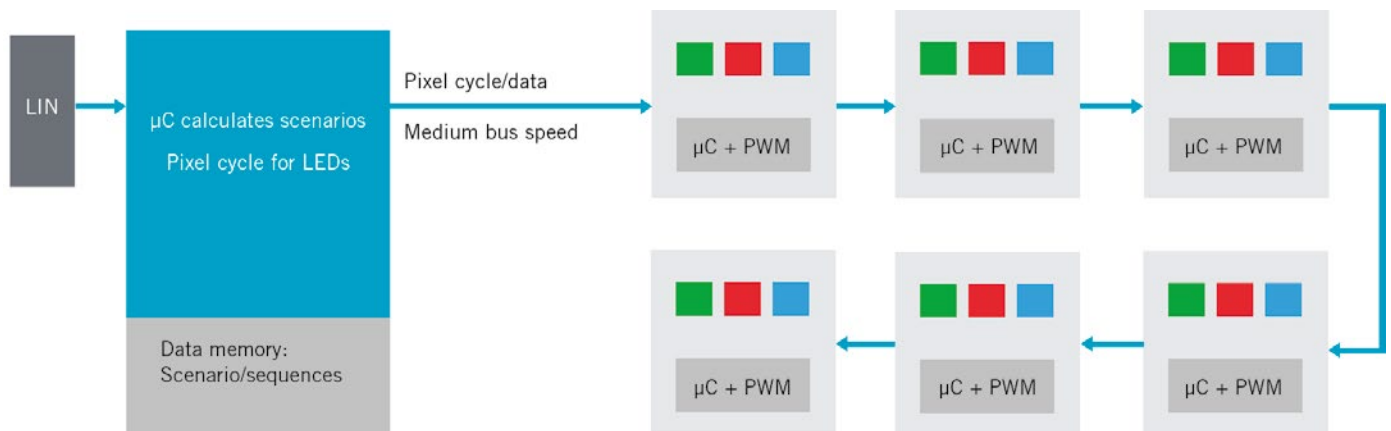 LIN
µC calculates scenarios
Pixel cycle for LEDs
Data memory:
Scenario/sequences
Pixel cycle/data
Medium bus speed
µC + PWM
µC + PWM
µC + PWM
µC + PWM
µC + PWM
µC + PWM